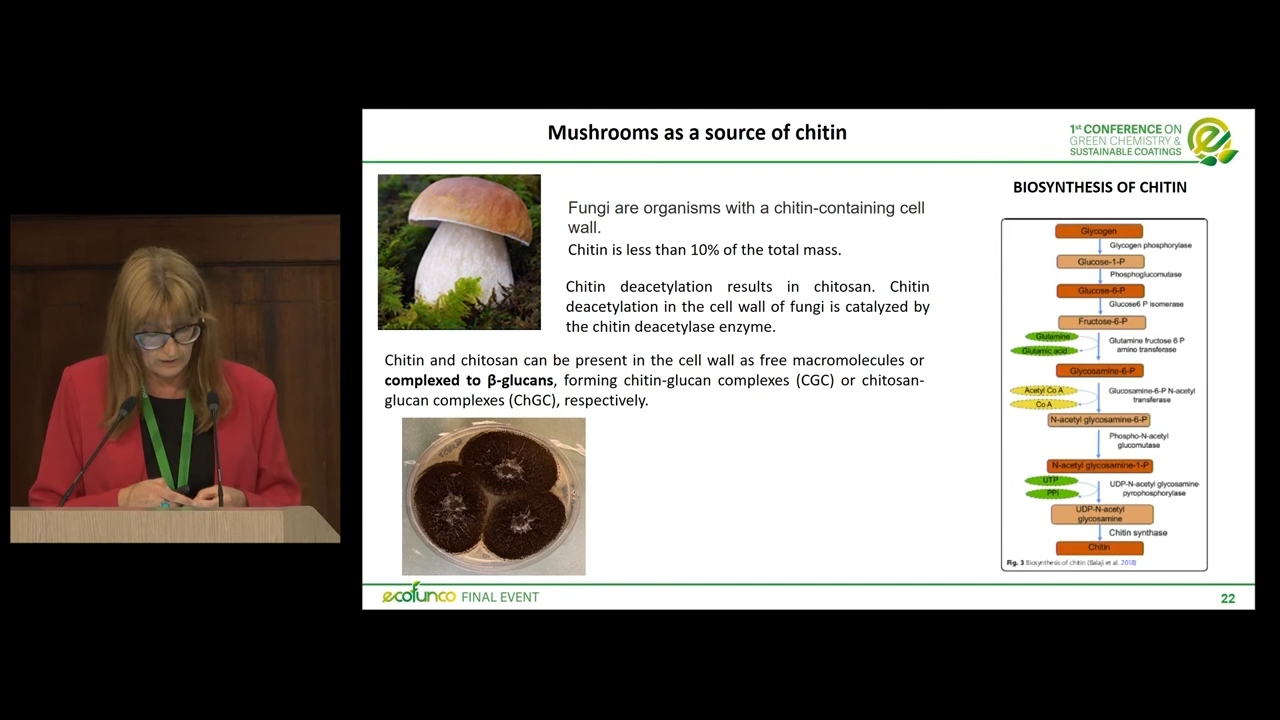 Mushrooms as a source of chitin
1st CONFERENCE ON
GREEN CHEMISTRY &
SUSTAINABLE COATINGS
Fungi are organisms with a chitin-containing cell
wall.
Chitin is less than 10% of the total mass.
Chitin deacetylation results in chitosan. Chitin
deacetylation in the cell wall of fungi is catalyzed by
the chitin deacetylase enzyme.
Chitin and chitosan can be present in the cell wall as free macromolecules or
complexed to β-glucans, forming chitin-glucan complexes (CGC) or chitosan-
glucan complexes (ChGC), respectively.
BIOSYNTHESIS OF CHITIN
Glycogen
Glycogen phosphorylase
Glucose-1-P
Phosphoglucomutase
Glucose-6-P
Glucose6 P isomerase
Fructose-6-P
Glutamine
Glutamic acid
Glutamine fructose 6 P
amino transferase
Glycosamine-6-P
Acetyl Co A
Co A
Glucosamine-6-P N-acetyl
transferase
N-acetyl glycosamine-6-P
Phospho-N-acetyl
glucomutase
N-acetyl glycosamine-1-P
UTP
PPi
UDP-N-acetyl glycosamine
pyrophosphorylase
UDP-N-acetyl
glycosamine
Chitin synthase
Chitin
Fig. 3 Biosynthesis of chitin (Balaji et al. 2018)
ecofunco FINAL EVENT
22